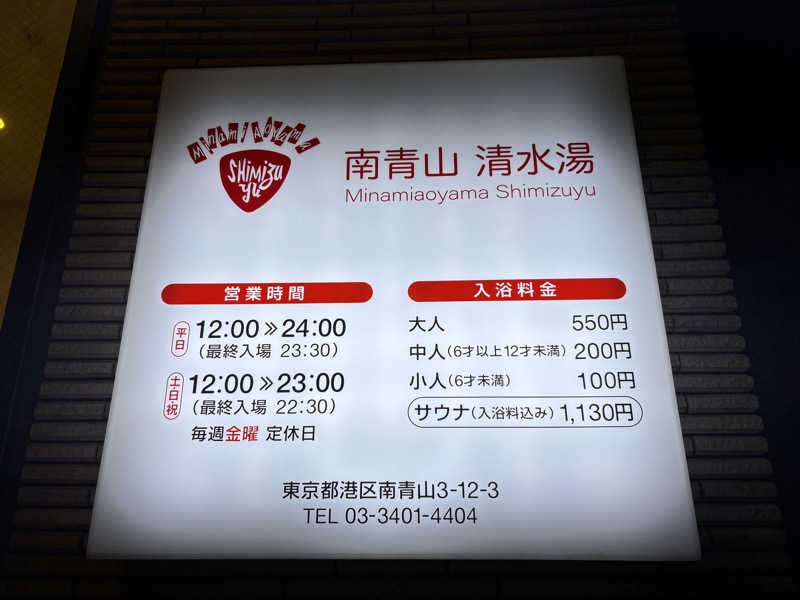 Minami Aoyama
SHIMIZU
YU
南青山 清水湯
Minamiaoyama Shimizuyu
営業時間
平日 12:00≫24:00
(最終入場 23:30)
土・日・祝 12:00≫23:00
(最終入場 22:30)
毎週金曜 定休日
入浴料金
大人 550円
中人(6才以上12才未満) 200円
小人(6才未満) 100円
サウナ(入浴料込み) 1,130円
東京都港区南青山3-12-3
TEL 03-3401-4404